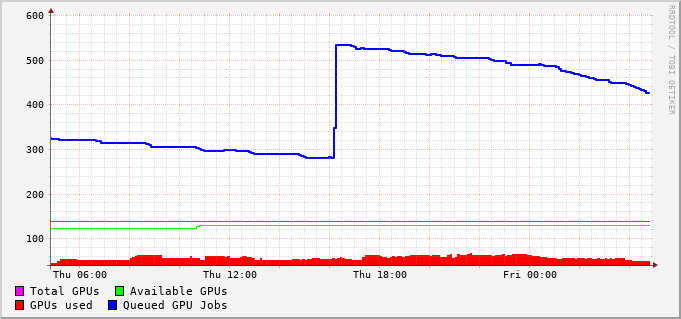 600
500
400
300
200
100
Thu 06:00 Thu 12:00 Thu 18:00 Fri 00:00
Total GPUs Available GPUs
GPUs used Queued GPU Jobs
RRDTOOL / TOBI OETIKER